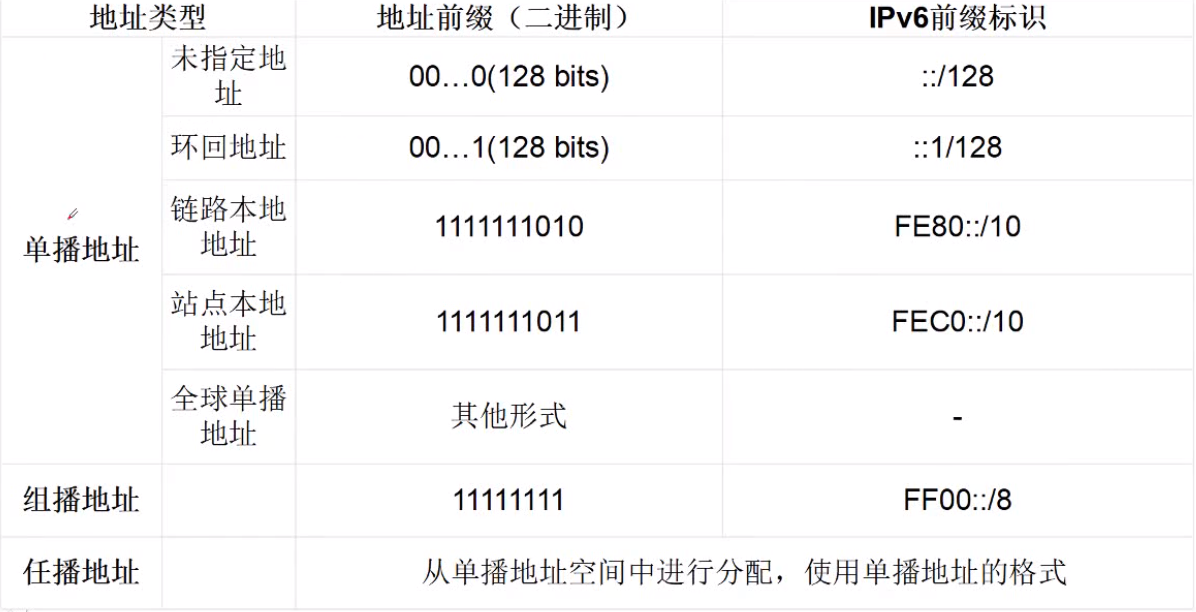 地址类型 地址前缀（二进制） IPv6前缀标识
单播地址
未指定地
址
00…0(128 bits) ::/128
环回地址 00…1(128 bits) ::1/128
链路本地
地址
1111111010 FE80::/10
站点本地
地址
1111111011 FEC0::/10
全球单播
地址
其他形式 -
组播地址 11111111 FF00::/8
任播地址 从单播地址空间中进行分配，使用单播地址的格式